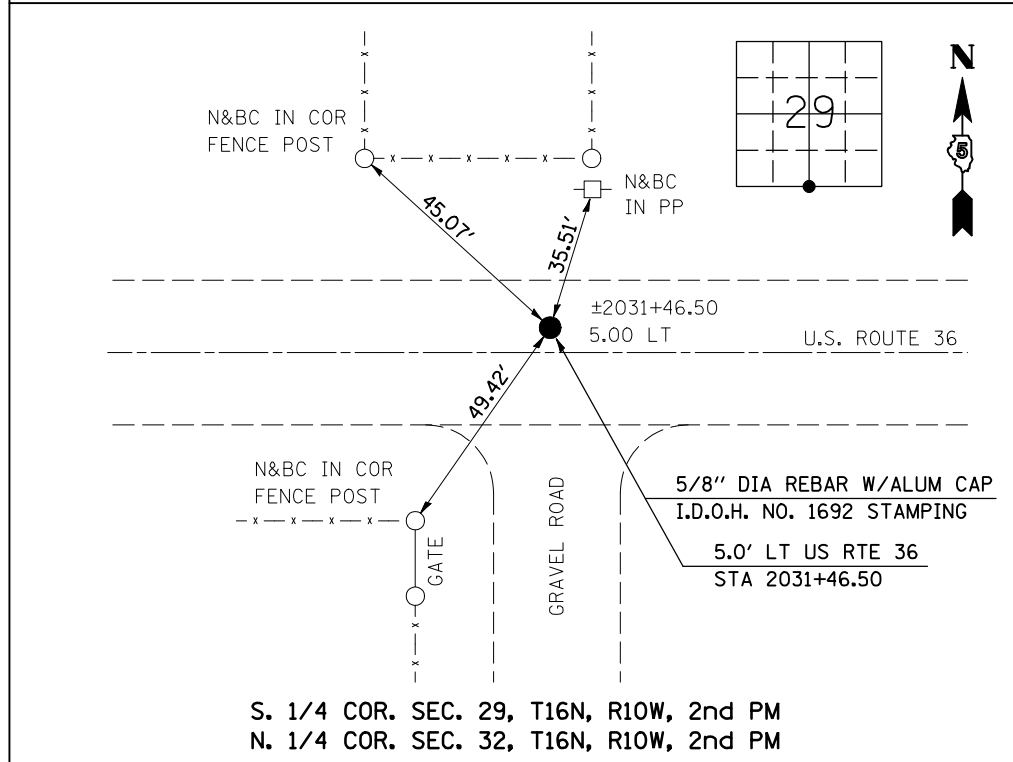 N&BC IN COR
FENCE POST
29
N
5
N&BC
IN PP
45.07'
35.51'
±2031+46.50
5.00 LT
U.S. ROUTE 36
49.42'
N&BC IN COR
FENCE POST
GATE
GRAVEL ROAD
5/8" DIA REBAR W/ALUM CAP
I.D.O.H. NO. 1692 STAMPING
5.0' LT US RTE 36
STA 2031+46.50
S. 1/4 COR. SEC. 29, T16N, R10W, 2nd PM
N. 1/4 COR. SEC. 32, T16N, R10W, 2nd PM